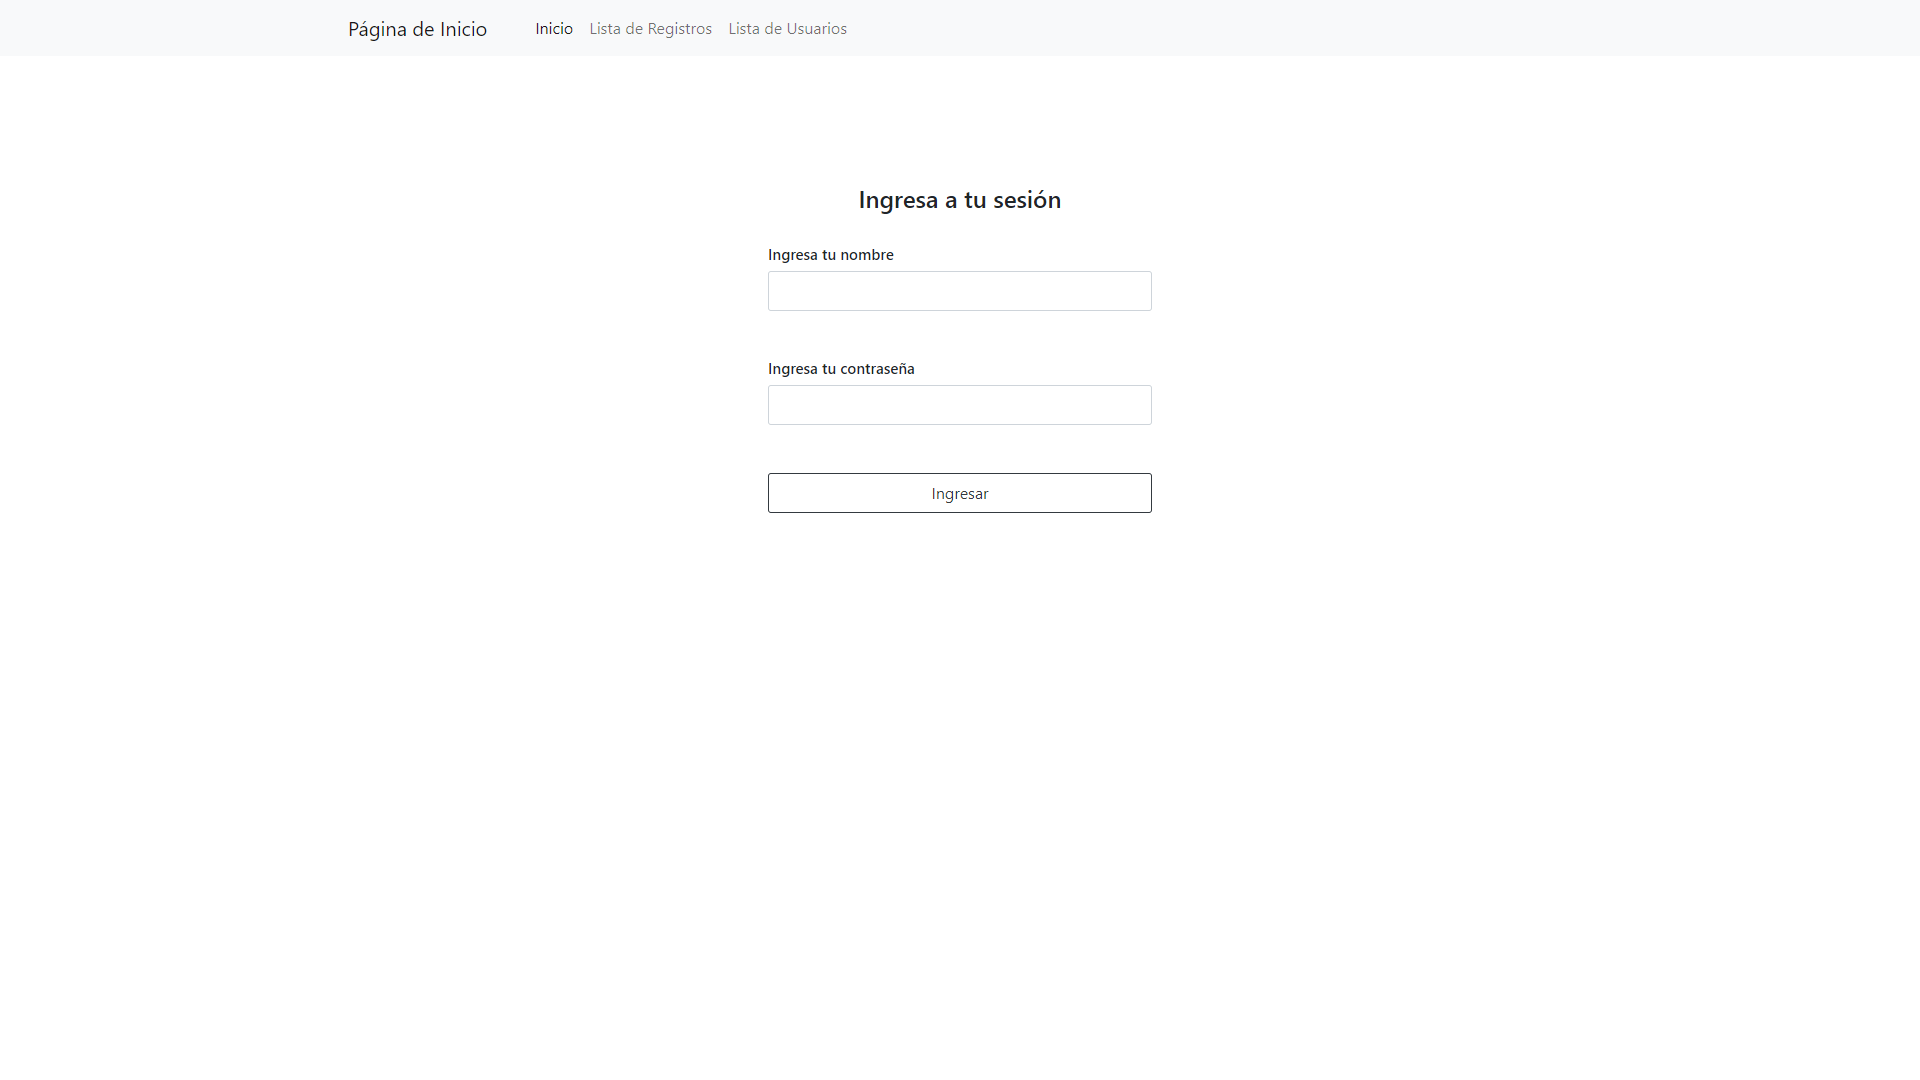 Página de Inicio Inicio Lista de Registros Lista de Usuarios
Ingresa a tu sesión
Ingresa tu nombre
Ingresa tu contraseña
Ingresar